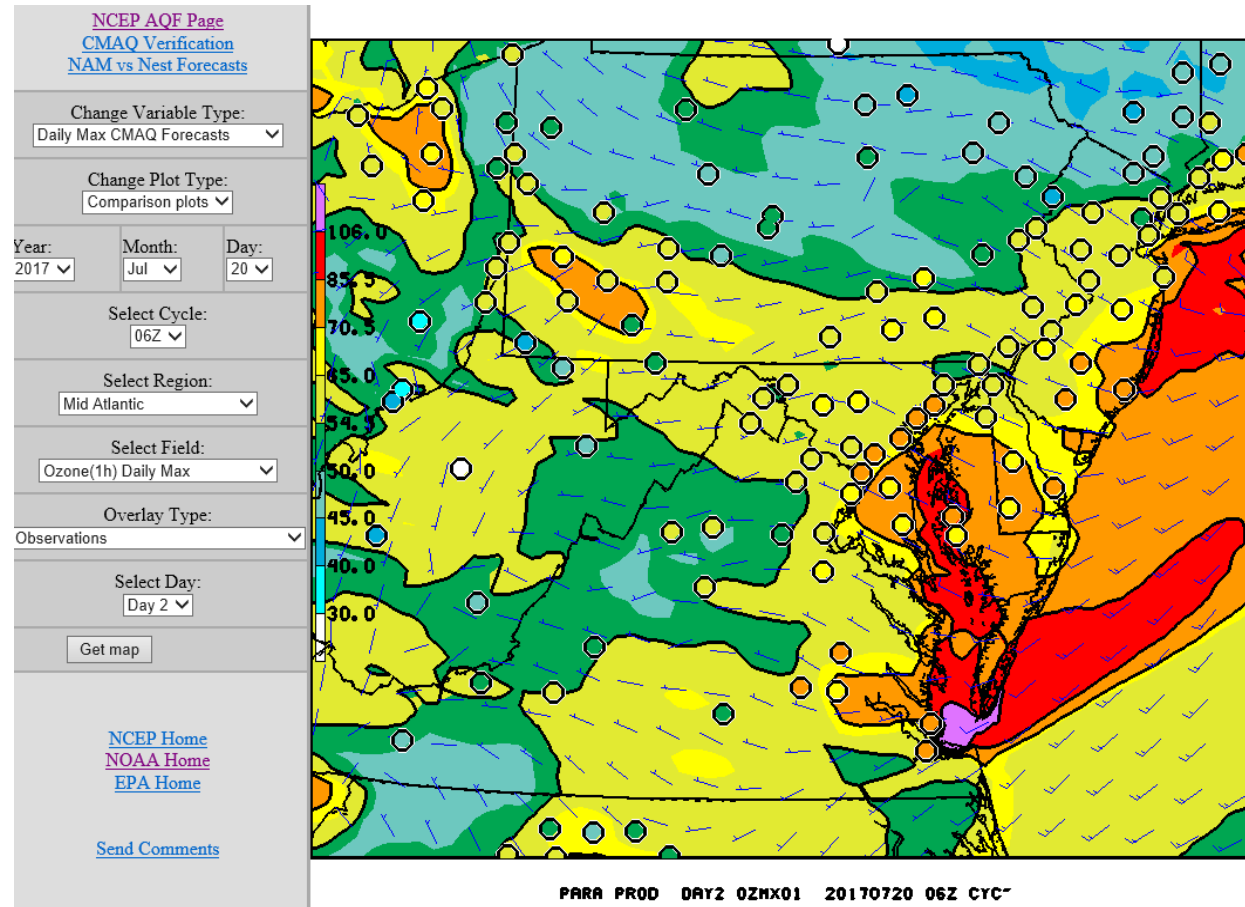 NCEP AQF Page
CMAQ Verification
NAM vs Nest Forecasts
Change Variable Type:
Daily Max CMAQ Forecasts
Change Plot Type:
Comparison plots
Year: Month: Day:
2017 Jul 20
Select Cycle:
06Z
Select Region:
Mid Atlantic
Select Field:
Ozone(1h) Daily Max
Overlay Type:
Observations
Select Day:
Day 2
Get map
NCEP Home
NOAA Home
EPA Home
Send Comments
106.0
85.5
70.5
65.0
54.5
50.0
45.0
40.0
30.0
PARA PROD DAY2 OZMX01 20170720 06Z